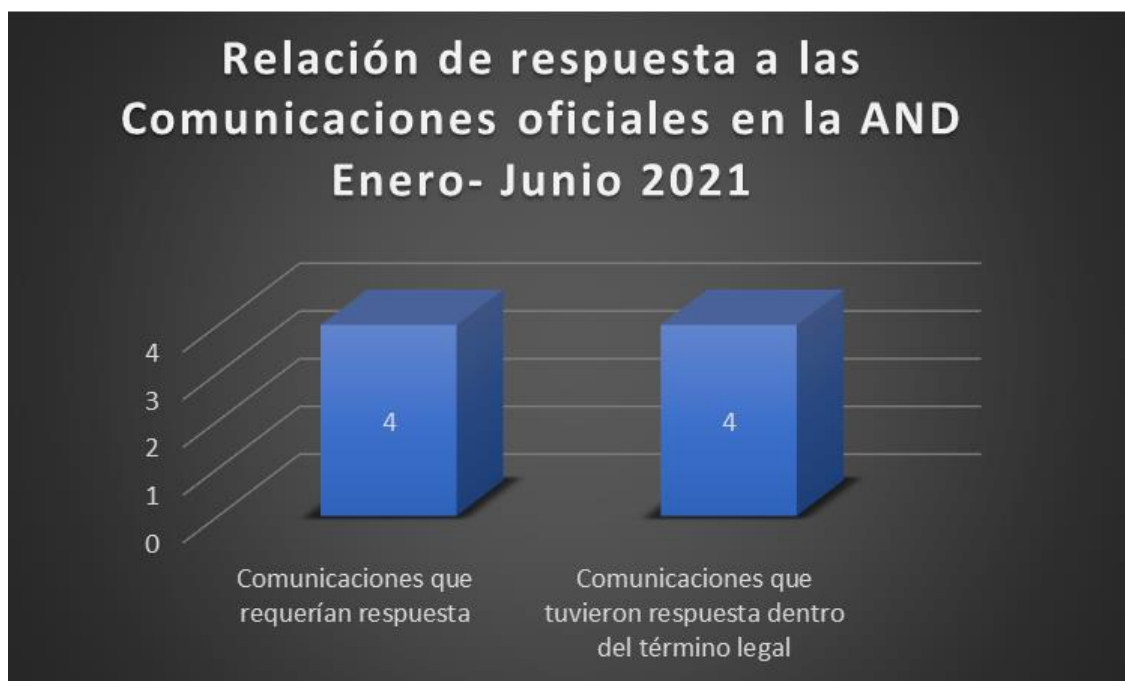 Relación de respuesta a las
Comunicaciones oficiales en la AND
Enero- Junio 2021
4
3
2
1
0
4
4
Comunicaciones que
requerían respuesta
Comunicaciones que
tuvieron respuesta dentro
del término legal